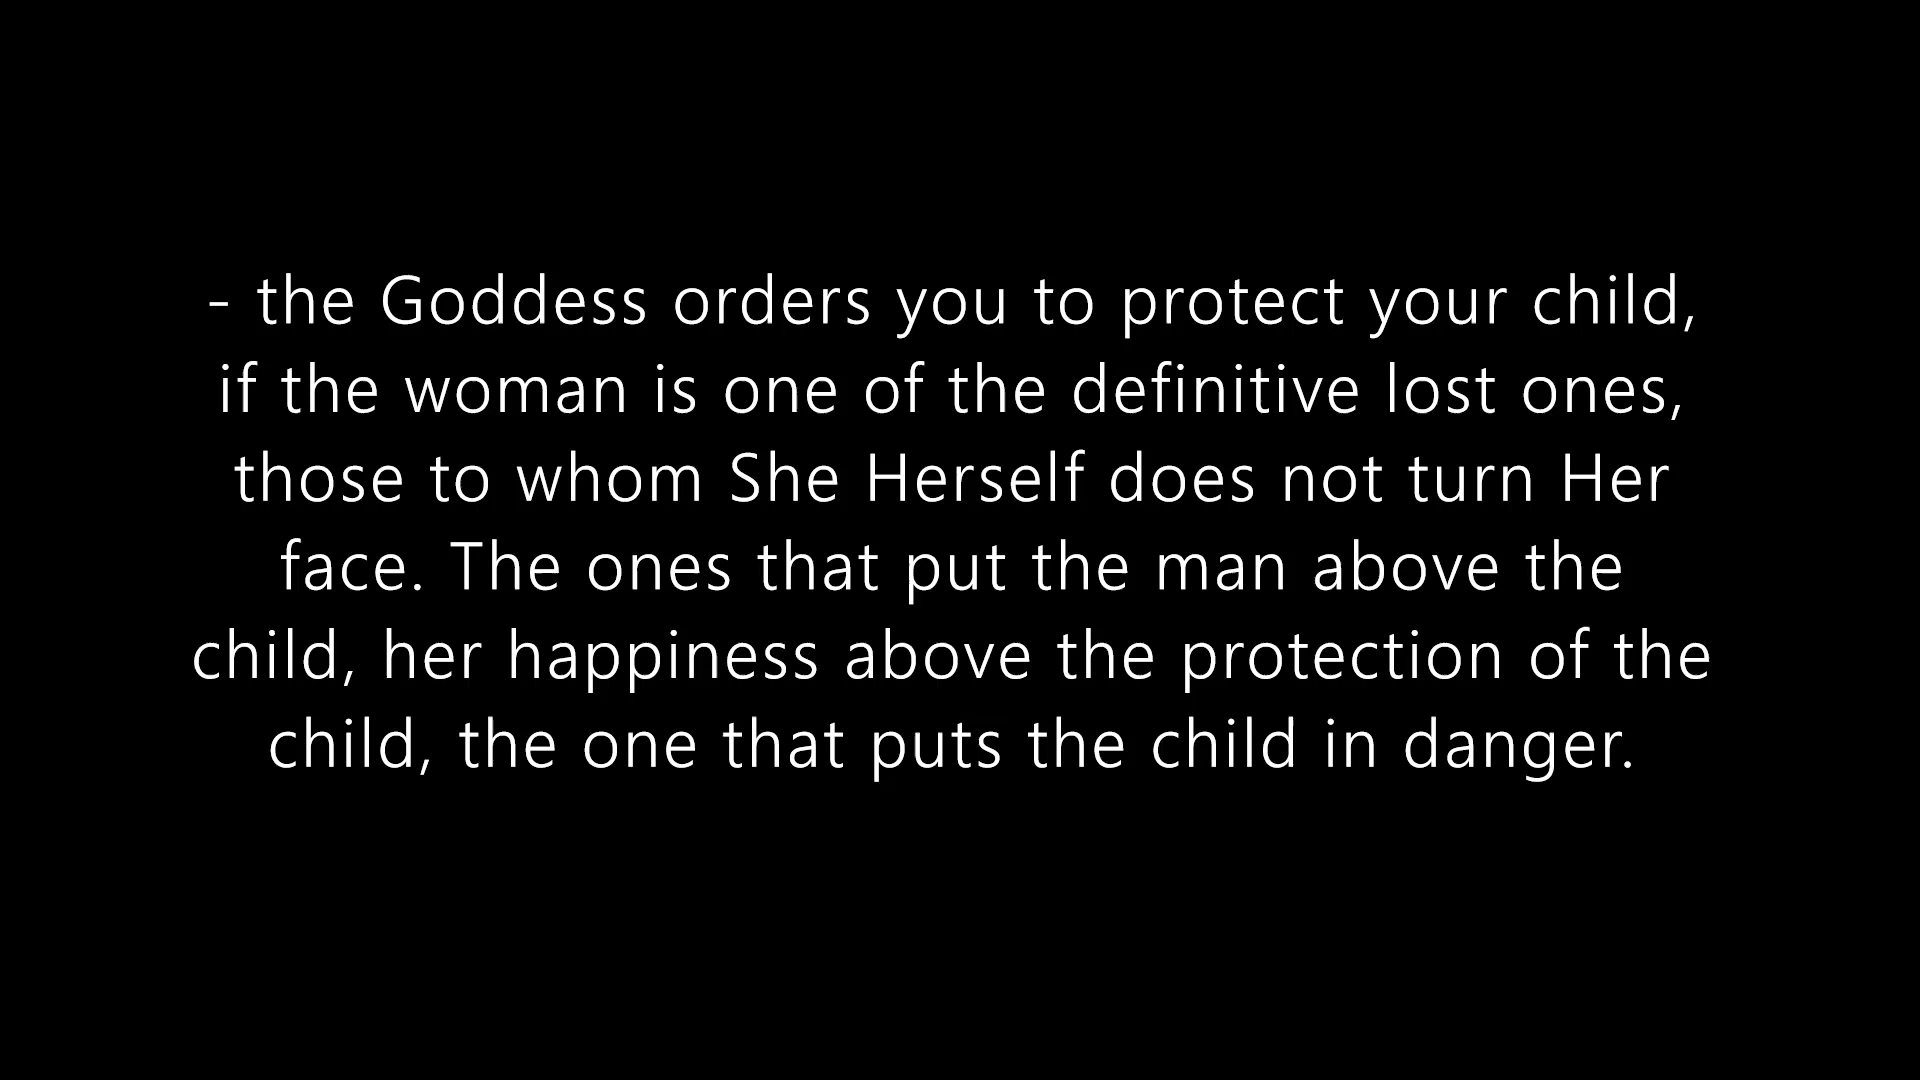 - the Goddess orders you to protect your child,
if the woman is one of the definitive lost ones,
those to whom She Herself does not turn Her
face. The ones that put the man above the
child, her happiness above the protection of the
child, the one that puts the child in danger.